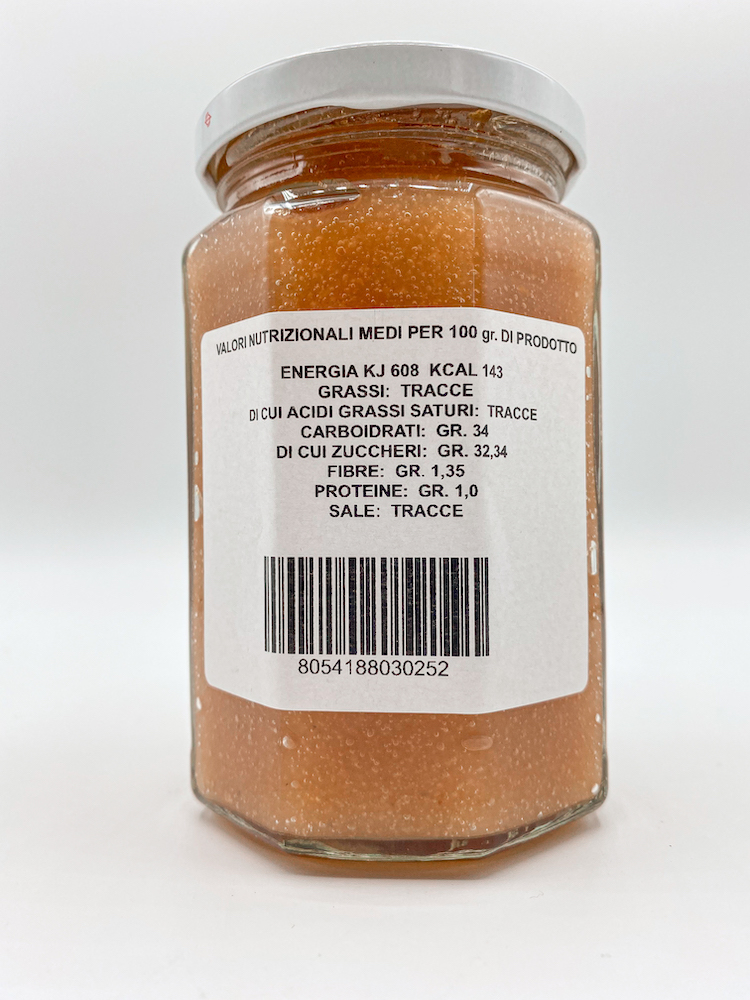 VALORI NUTRIZIONALI MEDI PER 100 gr. DI PRODOTTO
ENERGIA KJ 608 KCAL 143
GRASSI: TRACCE
DI CUI ACIDI GRASSI SATURI: TRACCE
CARBOIDRATI: GR. 34
DI CUI ZUCCHERI: GR. 32,34
FIBRE: GR. 1,35
PROTEINE: GR. 1,0
SALE: TRACCE
8054188030252